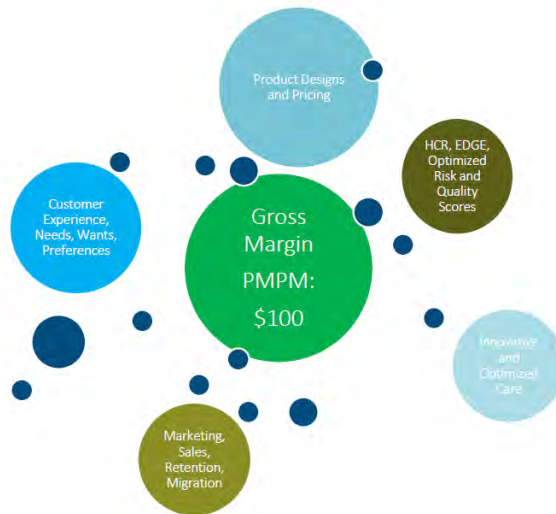 Product Designs
and Pricing
HCR, EDGE,
Optimized
Risk and
Quality
Scores
Customer
Experience,
Needs, Wants,
Preferences
Gross
Margin
PMPM:
$100
Innovative
and
Optimized
Care
Marketing,
Sales,
Retention,
Migration